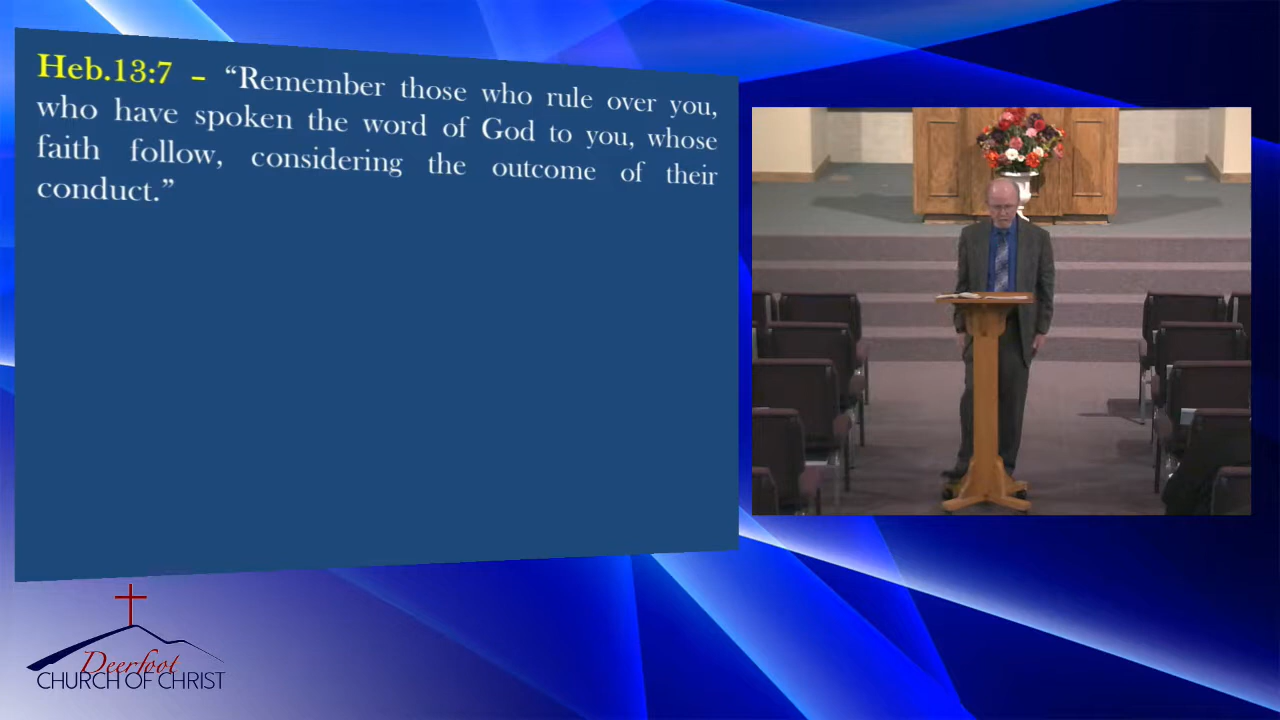 Heb.13:7 – “Remember those who rule over you,
who have spoken the word of God to you, whose
faith follow, considering the outcome of their
conduct.”
Deerfoot
CHURCH OF CHRIST